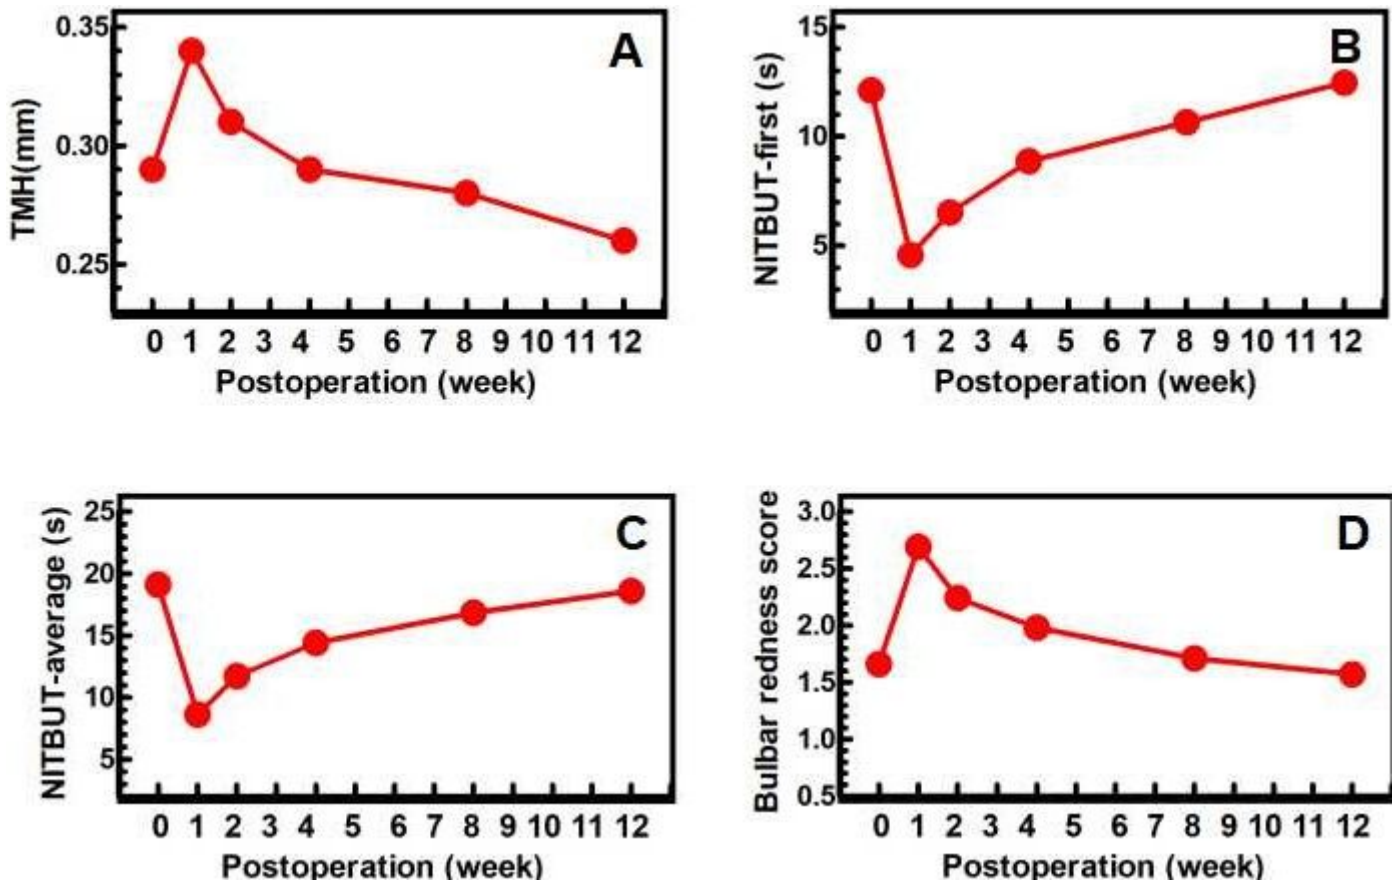 A
TMH(mm)
0.35
0.30
0.25
0 1 2 3 4 5 6 7 8 9 10 11 12
Postoperation (week)
B
NITBUT-first (s)
15
10
5
0 1 2 3 4 5 6 7 8 9 10 11 12
Postoperation (week)
C
NITBUT-average (s)
25
20
15
10
5
0 1 2 3 4 5 6 7 8 9 10 11 12
Postoperation (week)
D
Bulbar redness score
3.0
2.5
2.0
1.5
1.0
0.5
0 1 2 3 4 5 6 7 8 9 10 11 12
Postoperation (week)